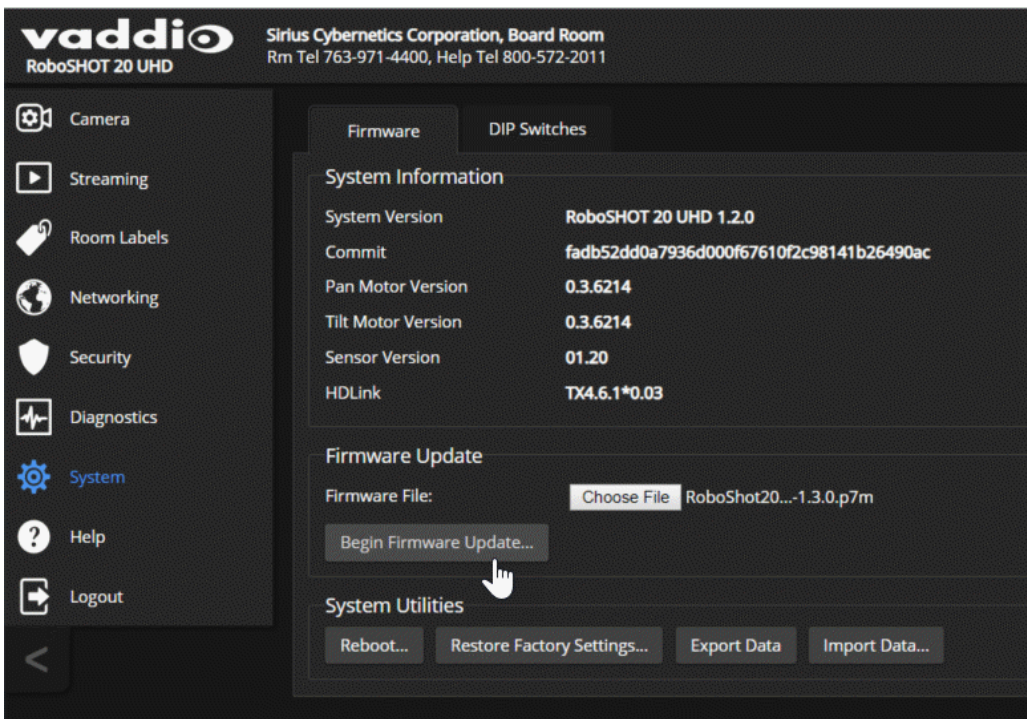 vaddio
RoboSHOT 20 UHD
Sirius Cybernetics Corporation, Board Room
Rm Tel 763-971-4400, Help Tel 800-572-2011
Camera
Streaming
Room Labels
Networking
Security
Diagnostics
System
Help
Logout
<
Firmware
DIP Switches
System Information
System Version RoboSHOT 20 UHD 1.2.0
Commit fadb52dd0a7936d000f67610f2c98141b26490ac
Pan Motor Version 0.3.6214
Tilt Motor Version 0.3.6214
Sensor Version 01.20
HDLink TX4.6.1*0.03
Firmware Update
Firmware File: Choose File RoboShot20...-1.3.0.p7m
Begin Firmware Update...
System Utilities
Reboot... Restore Factory Settings... Export Data Import Data...